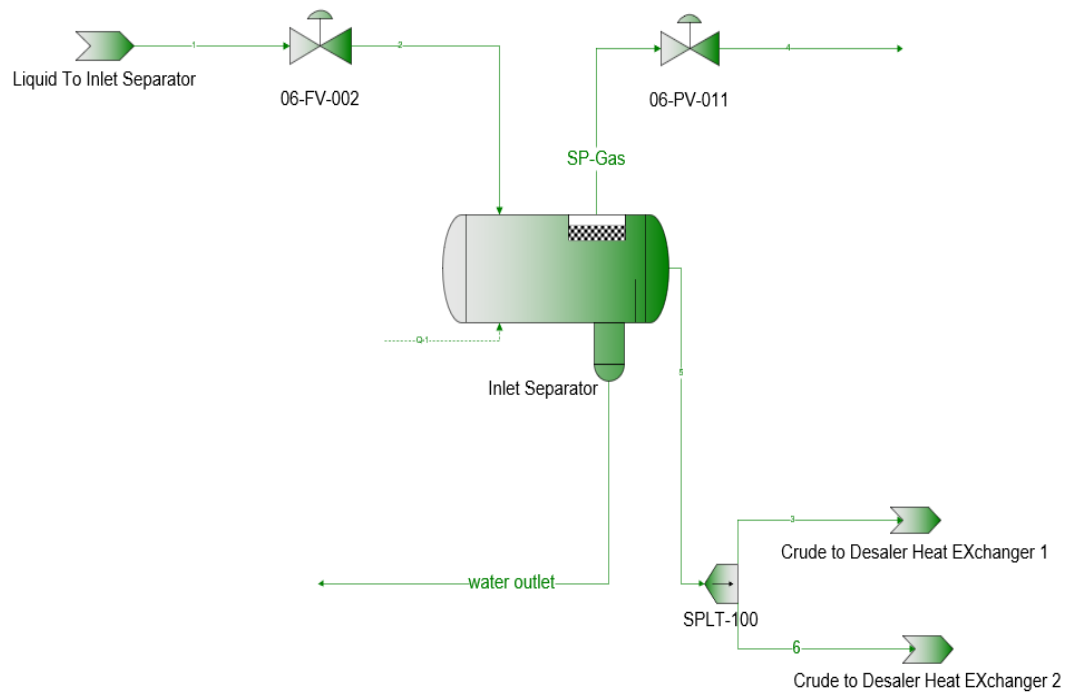 1
2
4
Liquid To Inlet Separator
06-FV-002
06-PV-011
SP-Gas
Q-1
Inlet Separator
5
3
Crude to Desaler Heat EXchanger 1
water outlet
SPLT-100
6
Crude to Desaler Heat EXchanger 2